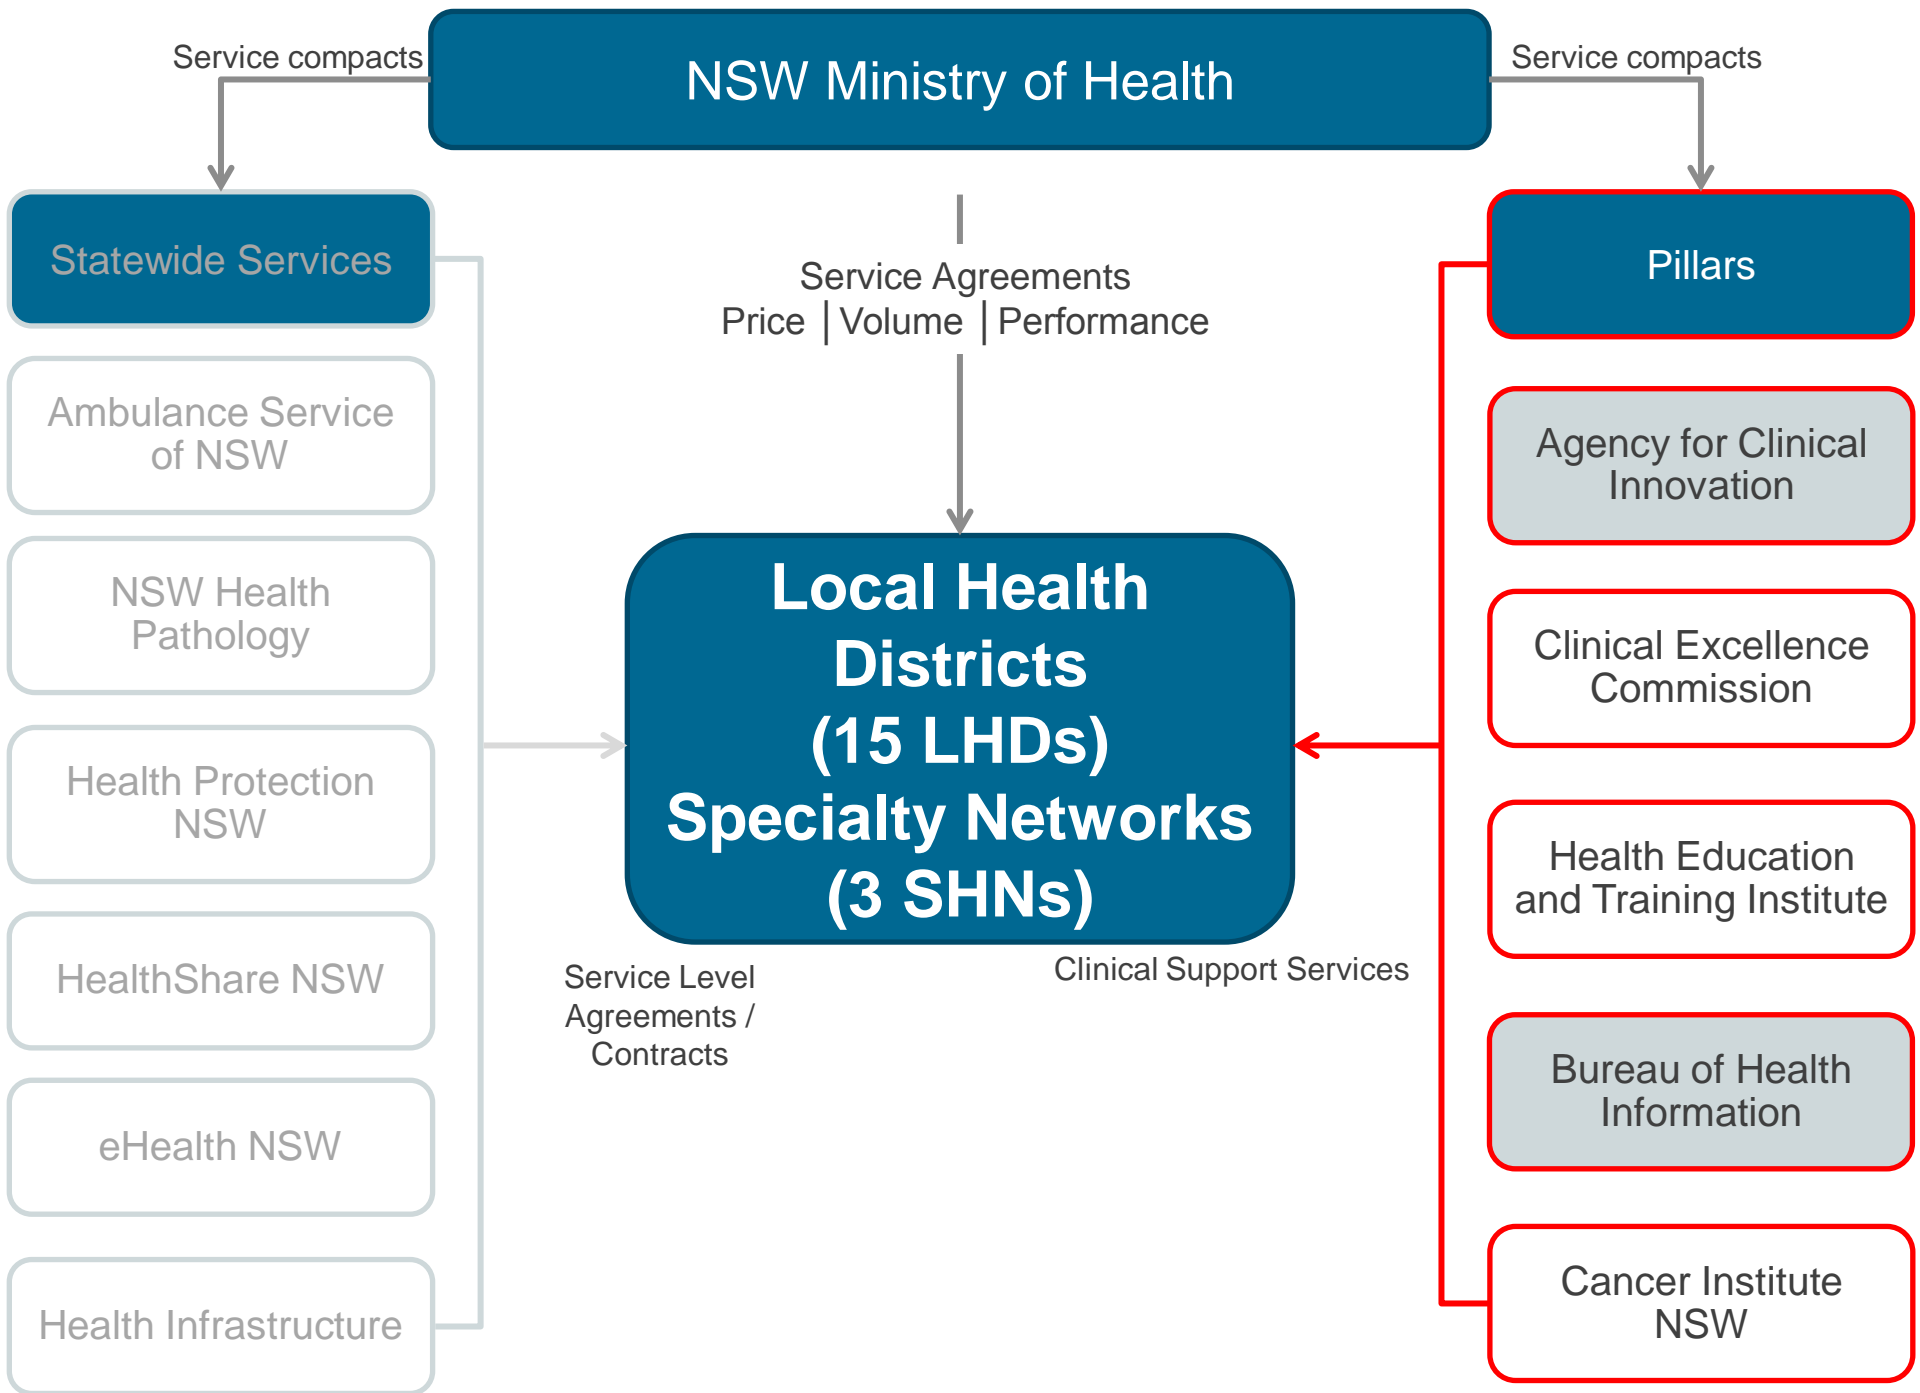 Service compacts
NSW Ministry of Health
Service compacts
Statewide Services
Ambulance Service
of NSW
NSW Health
Pathology
Health Protection
NSW
HealthShare NSW
eHealth NSW
Health Infrastructure
Service Agreements
Price | Volume | Performance
Local Health
Districts
(15 LHDs)
Specialty Networks
(3 SHNs)
Service Level
Agreements /
Contracts
Clinical Support Services
Pillars
Agency for Clinical
Innovation
Clinical Excellence
Commission
Health Education
and Training Institute
Bureau of Health
Information
Cancer Institute
NSW